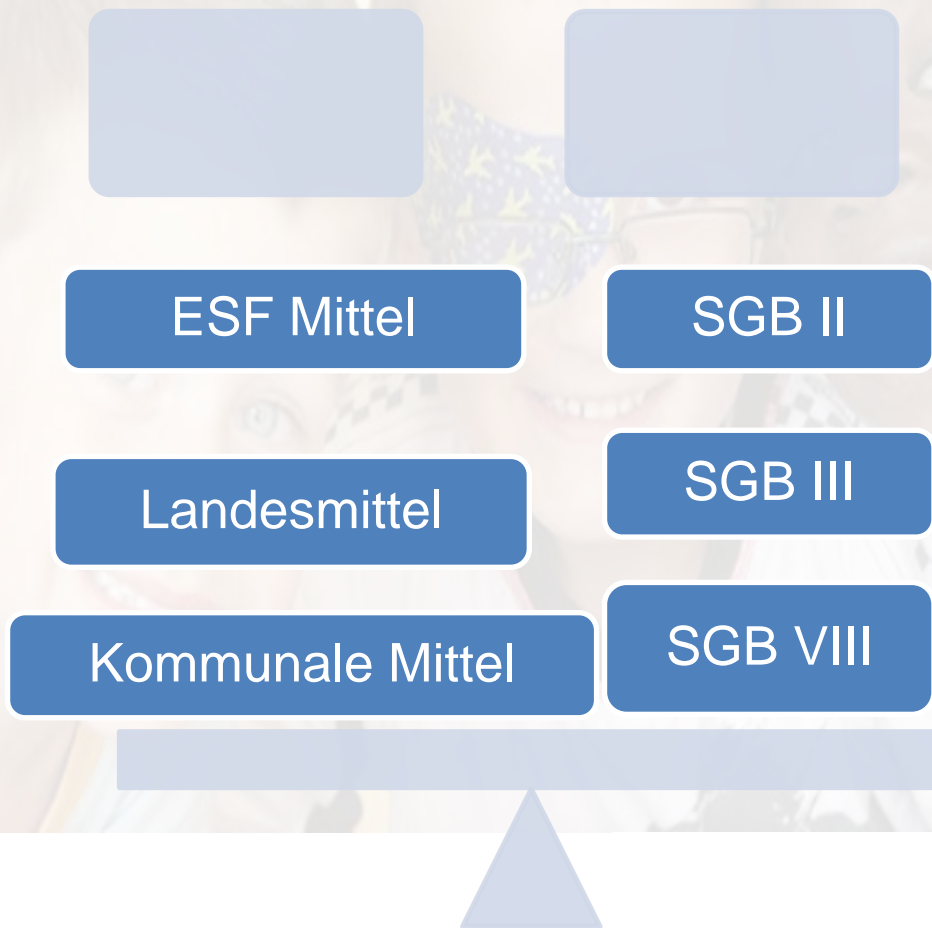 ESF Mittel
Landesmittel
Kommunale Mittel
SGB II
SGB III
SGB VIII